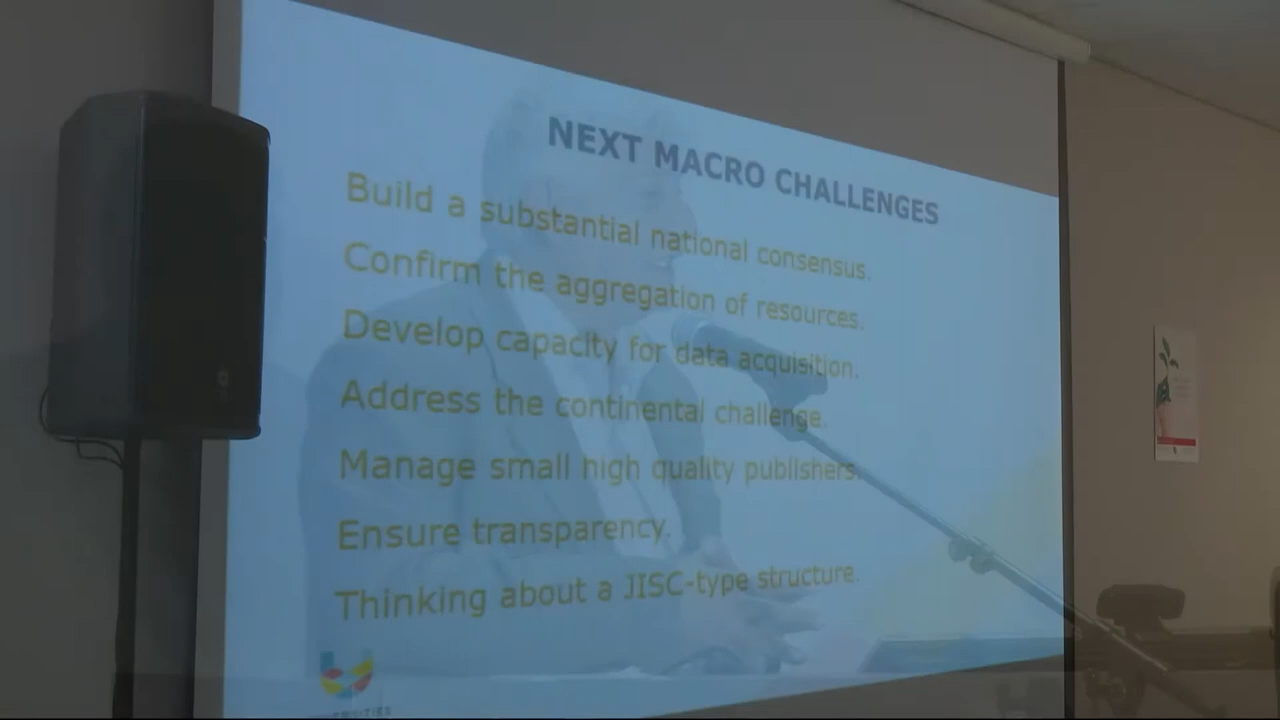 NEXT MACRO CHALLENGES
Build a substantial national consensus.
Confirm the aggregation of resources.
Develop capacity for data acquisition.
Address the continental challenge.
Manage small high quality publishers.
Ensure transparency.
Thinking about a JISC-type structure.